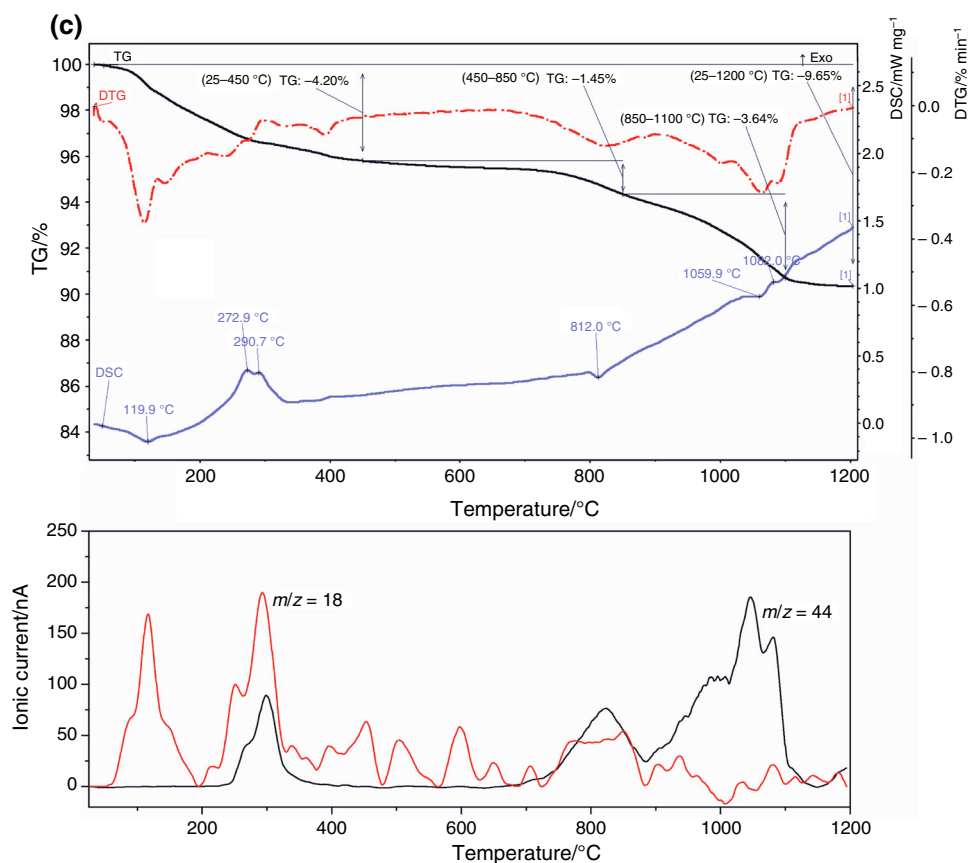 (c)
TG
Exo
(25–450 °C) TG: –4.20%
(450–850 °C) TG: –1.45%
(25–1200 °C) TG: –9.65%
(850–1100 °C) TG: –3.64%
DTG
[1]
[1]
[1]
1082.0 °C
1059.9 °C
272.9 °C
290.7 °C
812.0 °C
DSC
119.9 °C
100
98
96
94
92
90
88
86
84
TG/%
2.5
2.0
1.5
1.0
0.5
0.0
DSC/mW mg–1
0.0
– 0.2
– 0.4
– 0.6
– 0.8
– 1.0
DTG/% min–1
200 400 600 800 1000 1200
Temperature/°C
250
200
150
100
50
0
Ionic current/nA
m/z = 18
m/z = 44
200 400 600 800 1000 1200
Temperature/°C